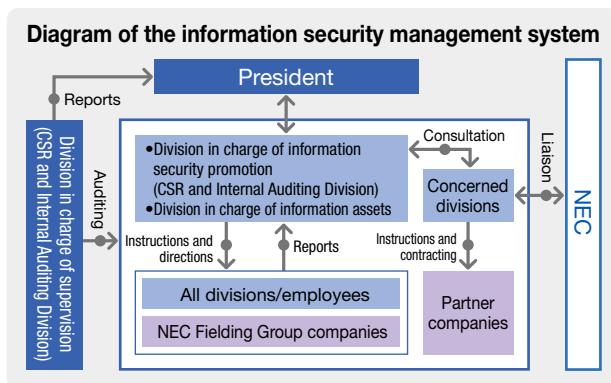 Diagram of the information security management system
President
Reports
Division in charge of supervision
(CSR and Internal Auditing Division)
Auditing
•Division in charge of information
security promotion
(CSR and Internal Auditing Division)
•Division in charge of information assets
Consultation
Concerned
divisions
Liaison
NEC
Instructions and
directions
Reports
Instructions and
contracting
All divisions/employees
NEC Fielding Group companies
Partner
companies